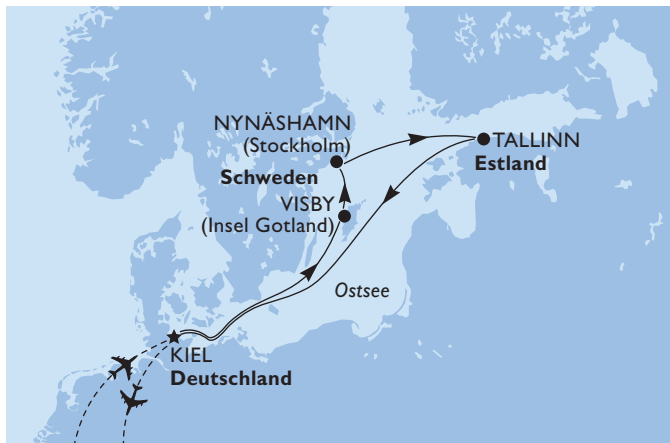 NYNÄSHAMN
(Stockholm)
Schweden
TALLINN
Estland
VISBY
(Insel Gotland)
Ostsee
KIEL
Deutschland